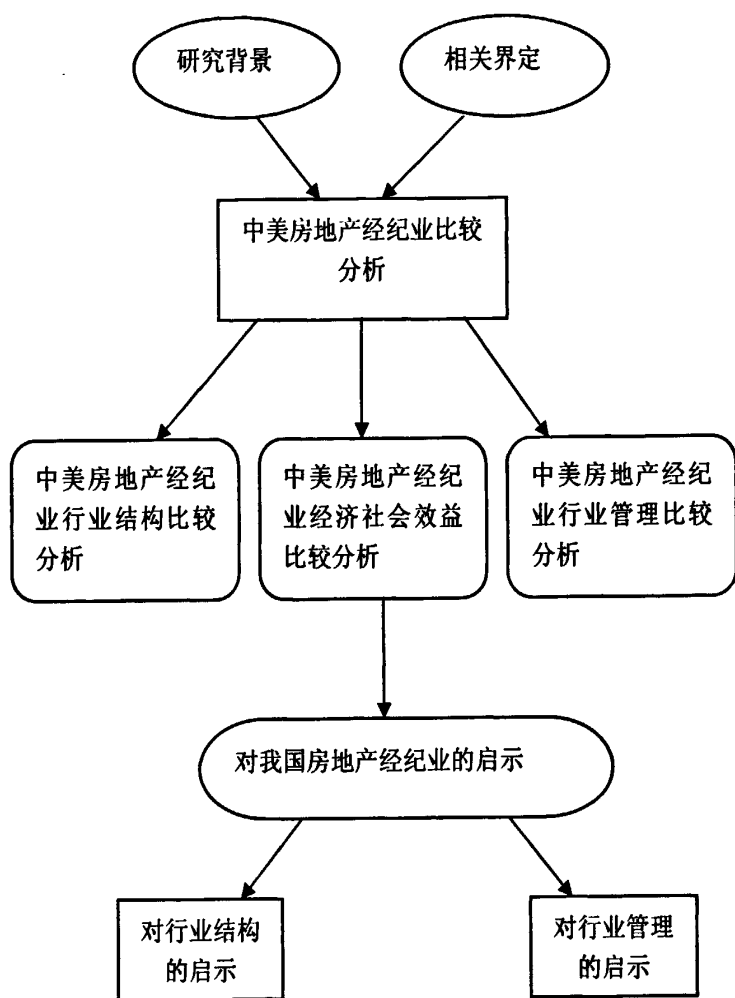 研究背景
相关界定
中美房地产经纪业比较
分析
中美房地产经纪
业行业结构比较
分析
中美房地产经纪
业经济社会效益
比较分析
中美房地产经纪
业行业管理比较
分析
对我国房地产经纪业的启示
对行业结构
的启示
对行业管理
的启示